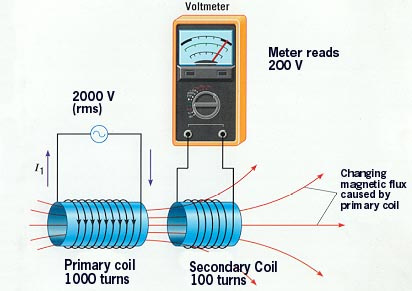 Voltmeter
Meter reads
200 V
2000 V
(rms)
I1
Changing
magnetic flux
caused by
primary coil
Primary coil
1000 turns
Secondary Coil
100 turns